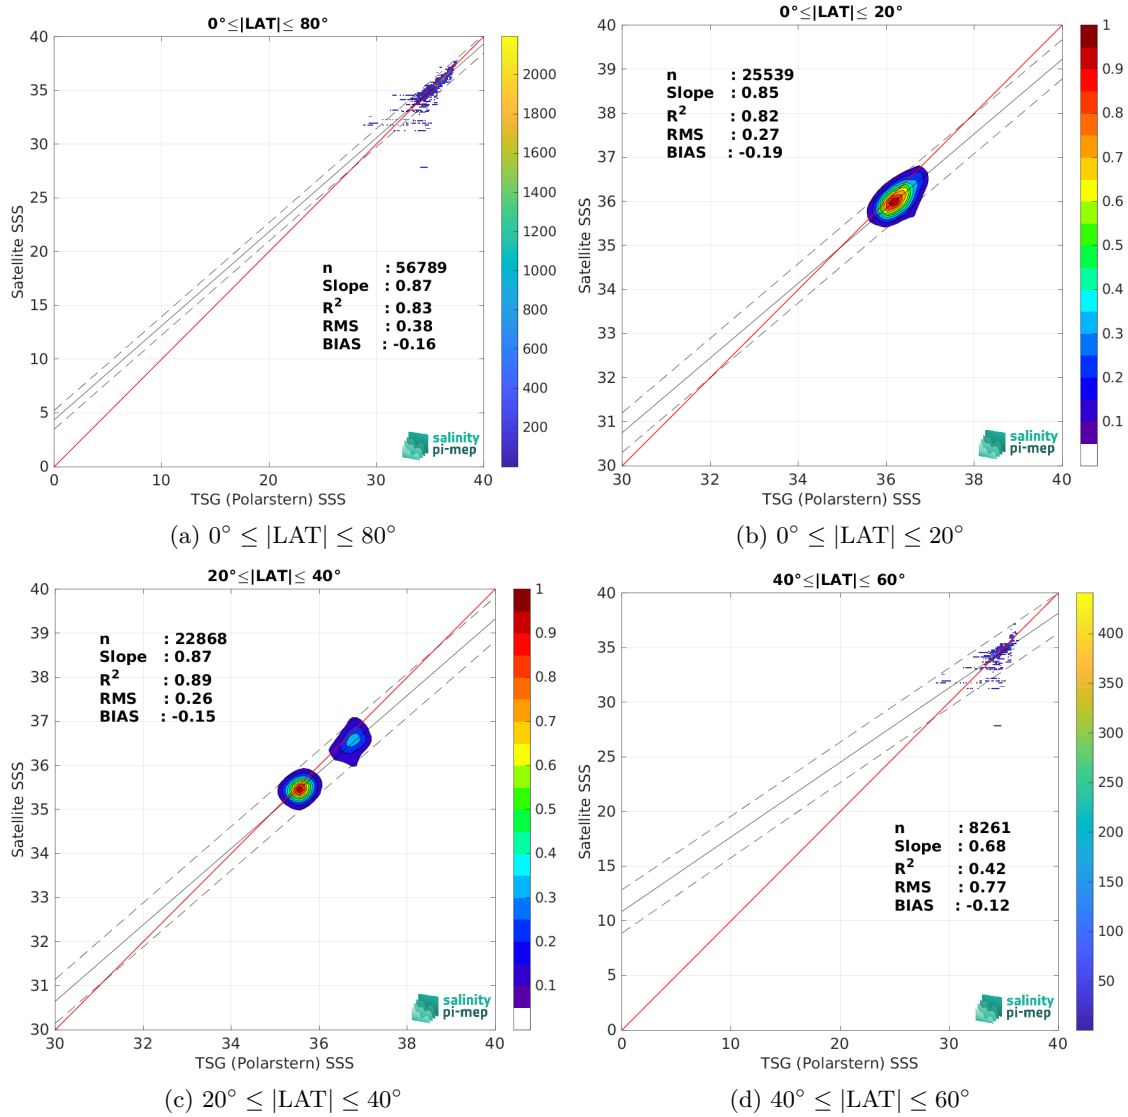 0°≤|LAT|≤ 80°
40
35
30
25
20
15
10
5
0
0
10
20
30
40
Satellite SSS
TSG (Polarstern) SSS
n : 56789
Slope : 0.87
R² : 0.83
RMS : 0.38
BIAS : -0.16
salinity
pi-mep
2000
1800
1600
1400
1200
1000
800
600
400
200
(a) 0° ≤ |LAT| ≤ 80°
0°≤|LAT|≤ 20°
40
39
38
37
36
35
34
33
32
31
30
30
32
34
36
38
40
Satellite SSS
TSG (Polarstern) SSS
n : 25539
Slope : 0.85
R² : 0.82
RMS : 0.27
BIAS : -0.19
salinity
pi-mep
1
0.9
0.8
0.7
0.6
0.5
0.4
0.3
0.2
0.1
(b) 0° ≤ |LAT| ≤ 20°
20°≤|LAT|≤ 40°
40
39
38
37
36
35
34
33
32
31
30
30
32
34
36
38
40
Satellite SSS
TSG (Polarstern) SSS
n : 22868
Slope : 0.87
R² : 0.89
RMS : 0.26
BIAS : -0.15
salinity
pi-mep
1
0.9
0.8
0.7
0.6
0.5
0.4
0.3
0.2
0.1
(c) 20° ≤ |LAT| ≤ 40°
40°≤|LAT|≤ 60°
40
35
30
25
20
15
10
5
0
0
10
20
30
40
Satellite SSS
TSG (Polarstern) SSS
n : 8261
Slope : 0.68
R² : 0.42
RMS : 0.77
BIAS : -0.12
salinity
pi-mep
400
350
300
250
200
150
100
50
(d) 40° ≤ |LAT| ≤ 60°